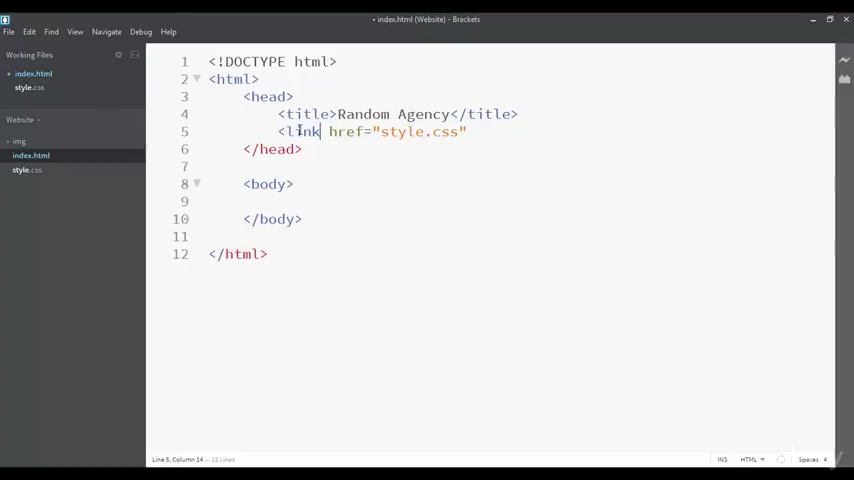 • index.html (Website) - Brackets
File Edit Find View Navigate Debug Help
Working Files
• index.html
style.css
Website
img
index.html
style.css
1 <!DOCTYPE html>
2 <html>
3 <head>
4 <title>Random Agency</title>
5 <link href="style.css"
6 </head>
7
8 <body>
9
10 </body>
11
12 </html>
Line 5, Column 14 — 12 Lines
INS HTML Spaces: 4